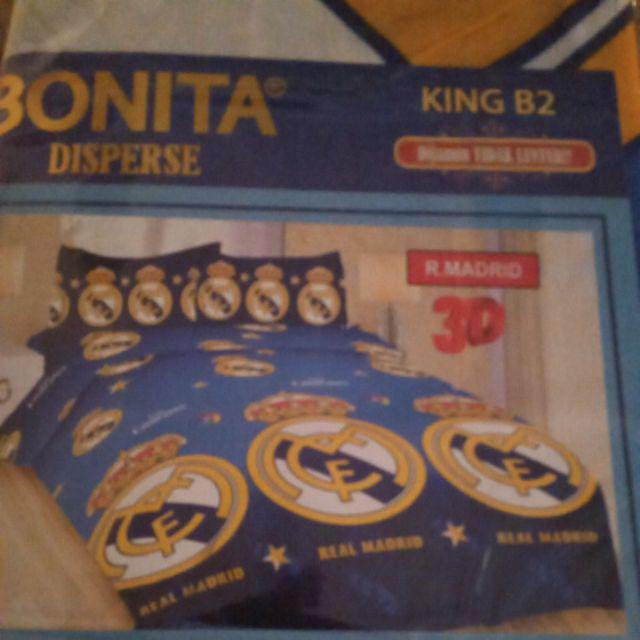 BONITA
DISPERSE
KING B2
R.MADRID
3D
REAL MADRID
REAL MADRID
REAL MADRID